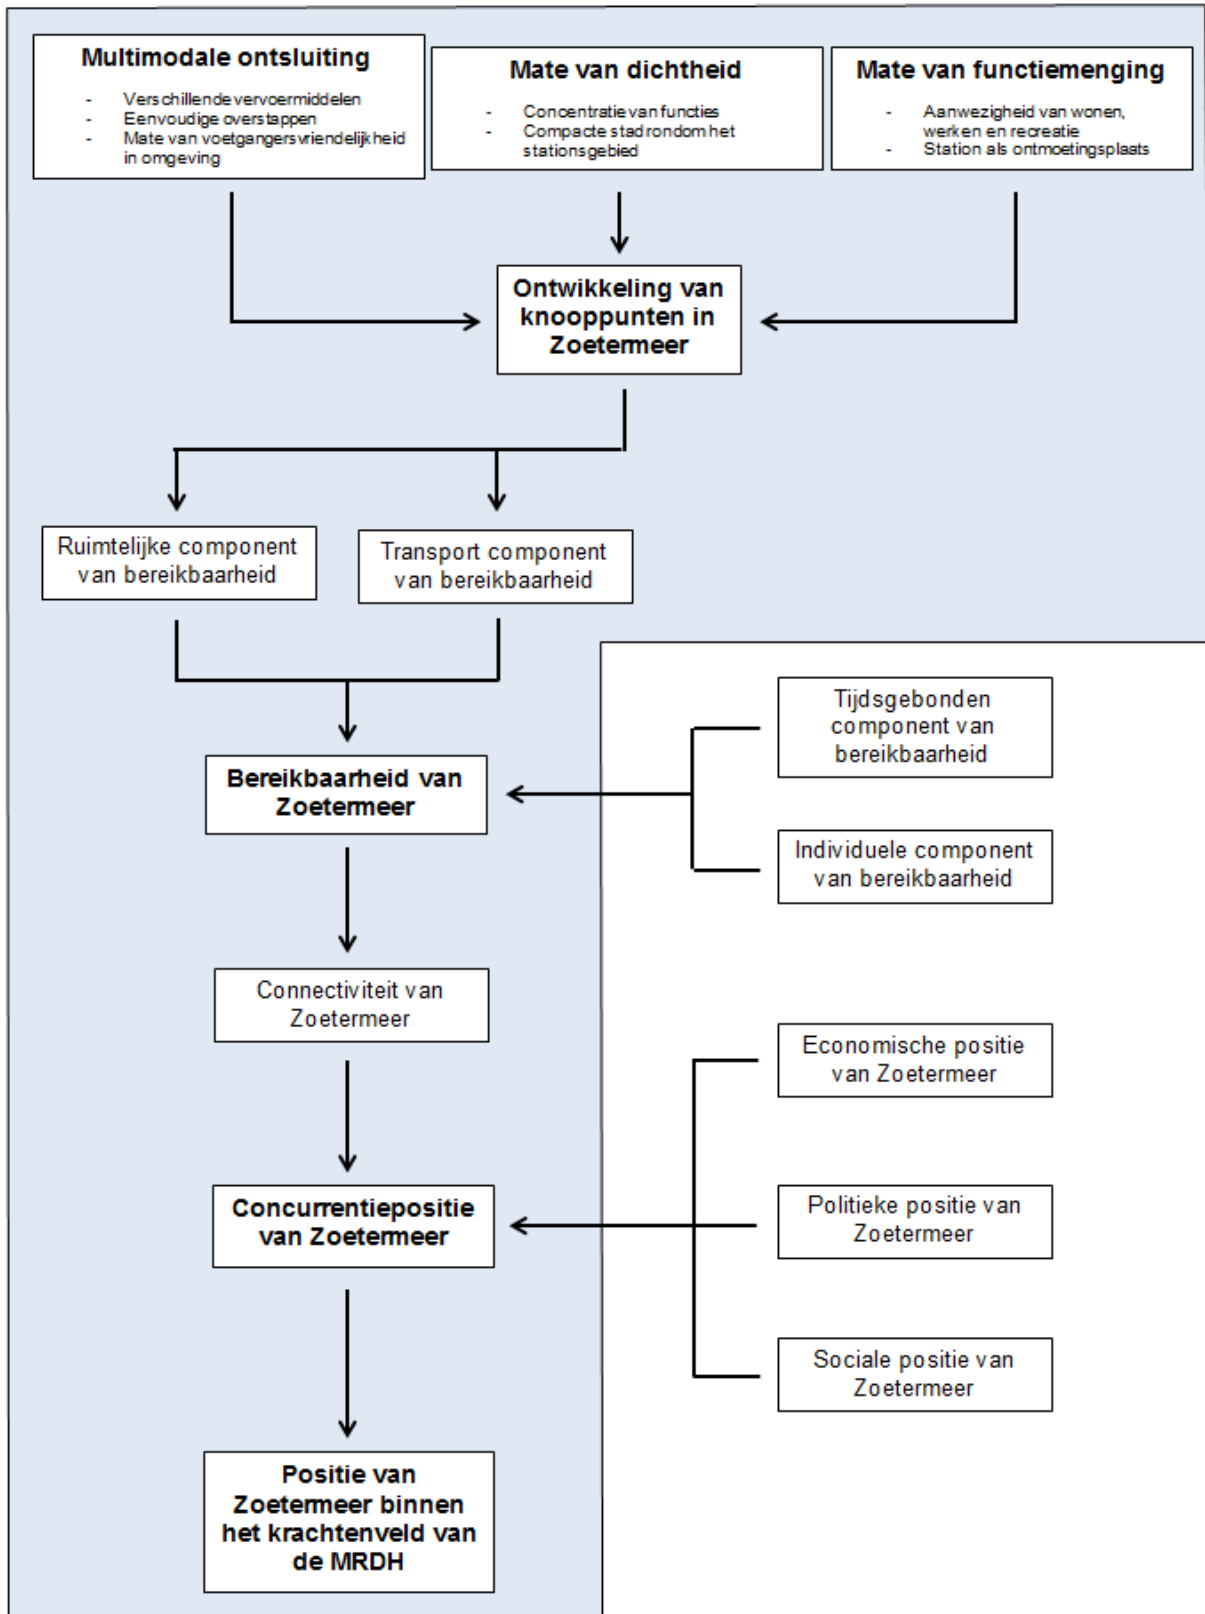 Multimodale ontsluiting
- Verschillende vervoermiddelen
- Eenvoudige overstappen
- Mate van voetgangersvriendelijkheid
in omgeving
Mate van dichtheid
- Concentratie van functies
- Compacte stad rondom het
stationsgebied
Mate van functiemenging
- Aanwezigheid van wonen,
werken en recreatie
- Station als ontmoetingsplaats
Ontwikkeling van
knooppunten in
Zoetermeer
Ruimtelijke component
van bereikbaarheid
Transport component
van bereikbaarheid
Tijdsgebonden
component van
bereikbaarheid
Bereikbaarheid van
Zoetermeer
Individuele component
van bereikbaarheid
Connectiviteit van
Zoetermeer
Economische positie
van Zoetermeer
Concurrentiepositie
van Zoetermeer
Politieke positie van
Zoetermeer
Sociale positie van
Zoetermeer
Positie van
Zoetermeer binnen
het krachtenveld van
de MRDH